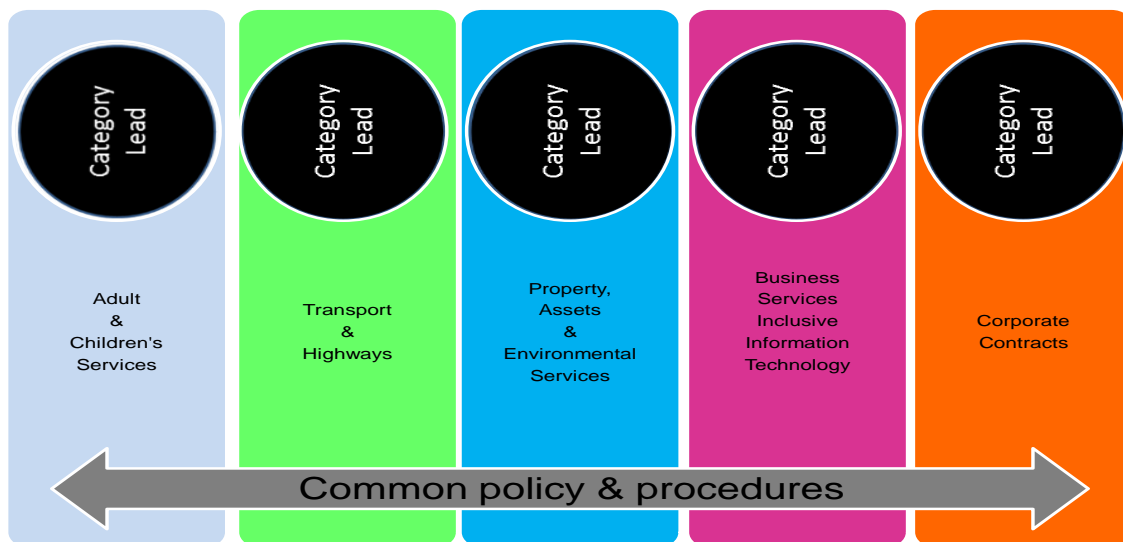 Category
Lead
Category
Lead
Category
Lead
Category
Lead
Category
Lead
Adult
&
Children's
Services
Transport
&
Highways
Property,
Assets
&
Environmental
Services
Business
Services
Inclusive
Information
Technology
Corporate
Contracts
Common policy & procedures